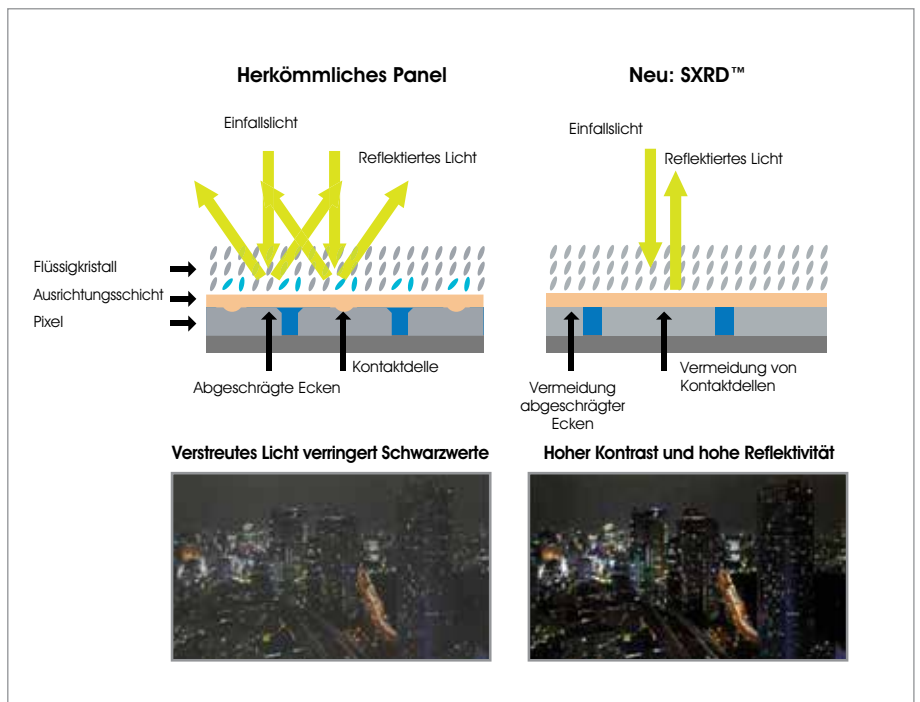 Herkömmliches Panel
Neu: SXRD™
Einfallslicht
Reflektiertes Licht
Einfallslicht
Reflektiertes Licht
Flüssigkristall
Ausrichtungsschicht
Pixel
Abgeschrägte Ecken
Kontaktdelle
Vermeidung
abgeschrägter
Ecken
Vermeidung von
Kontaktdellen
Verstreutes Licht verringert Schwarzwerte
Hoher Kontrast und hohe Reflektivität